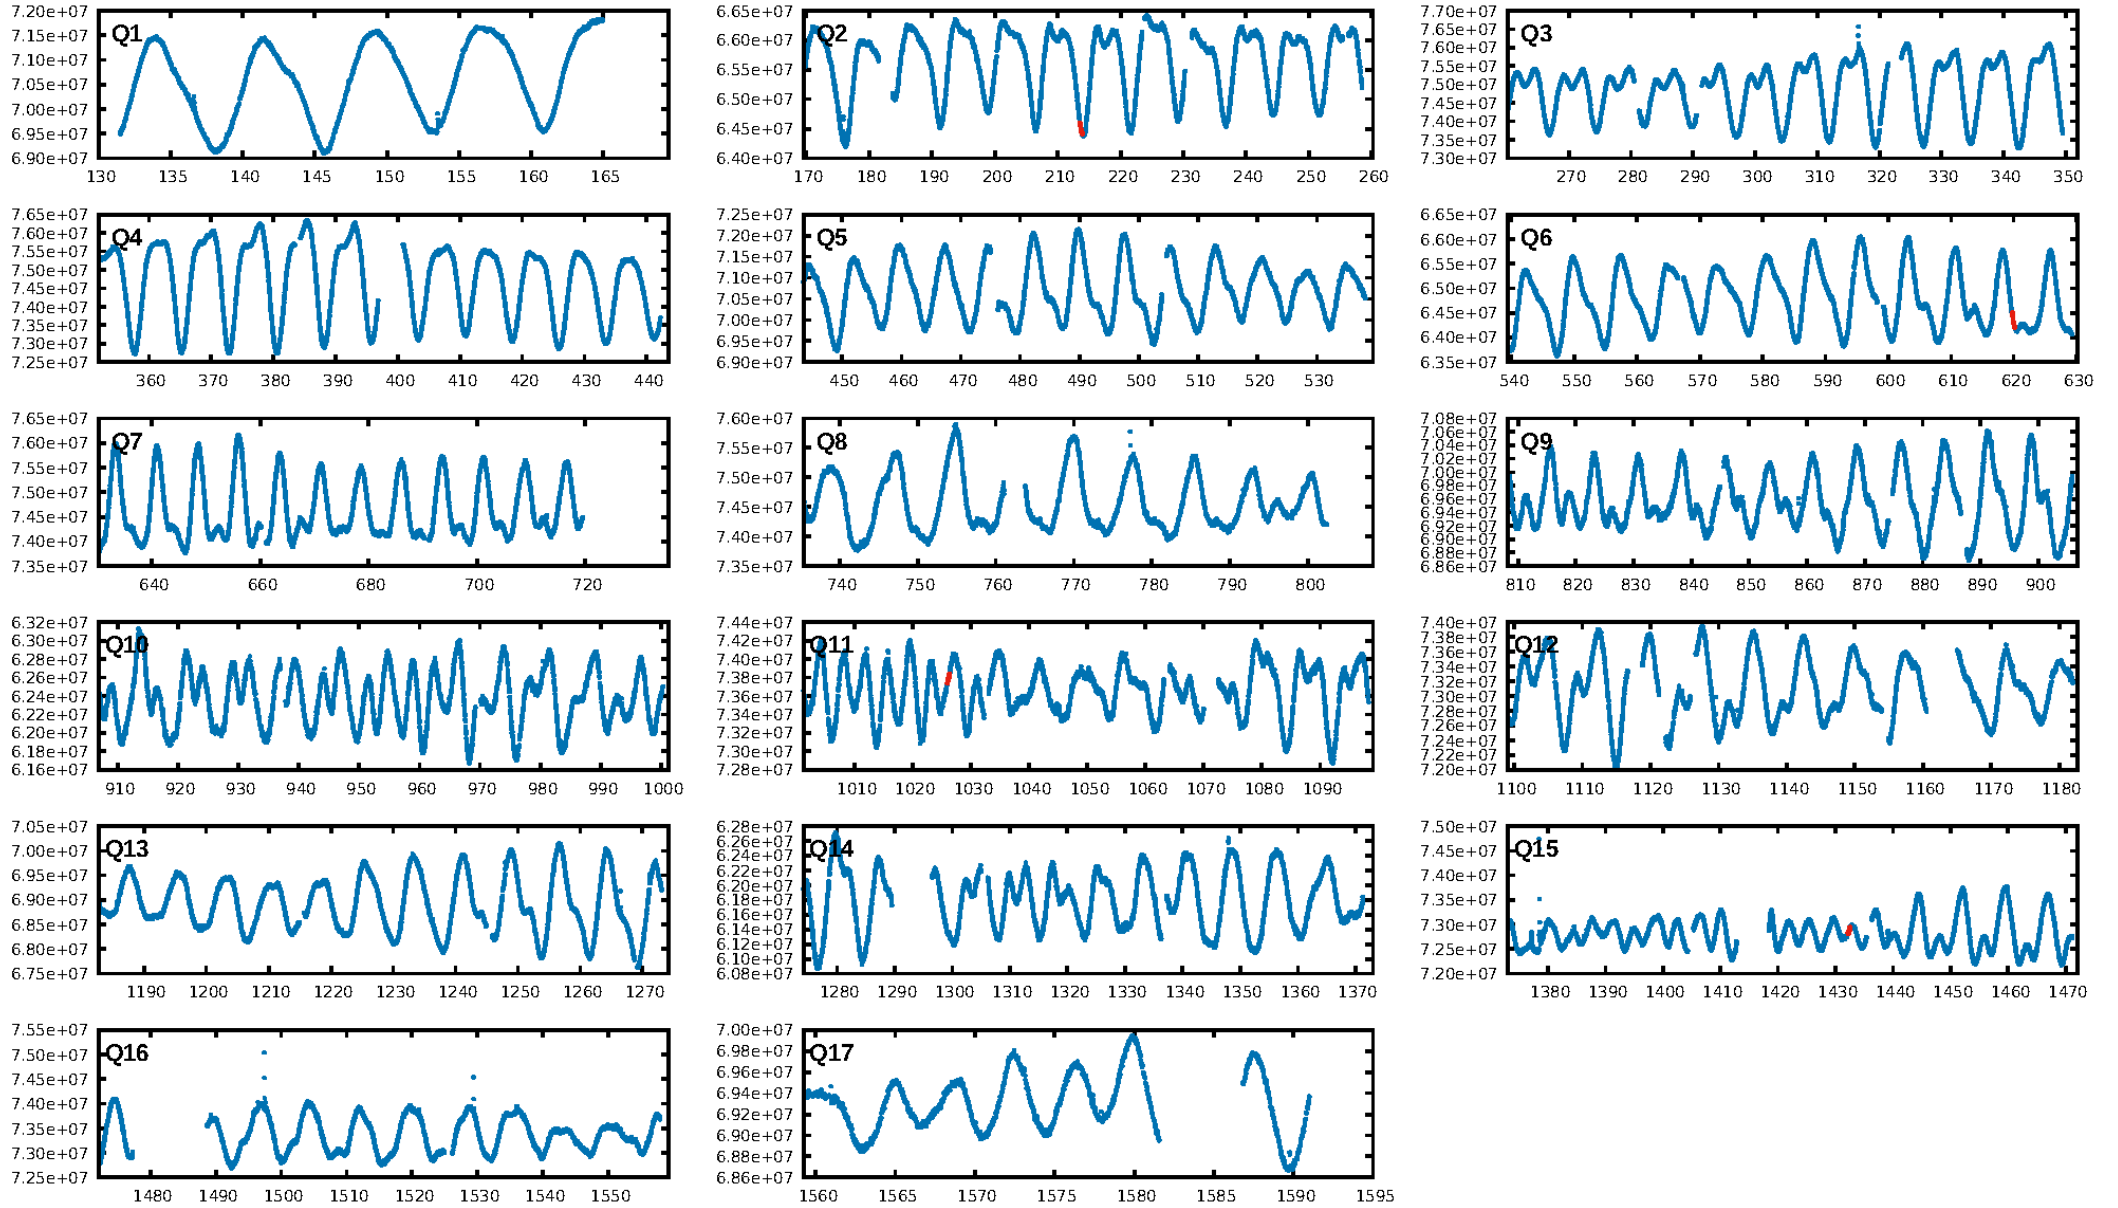 Q1
7.20e+07
7.15e+07
7.10e+07
7.05e+07
7.00e+07
6.95e+07
6.90e+07
130 135 140 145 150 155 160 165
Q2
6.65e+07
6.60e+07
6.55e+07
6.50e+07
6.45e+07
6.40e+07
170 180 190 200 210 220 230 240 250 260
Q3
7.70e+07
7.65e+07
7.60e+07
7.55e+07
7.50e+07
7.45e+07
7.40e+07
7.35e+07
7.30e+07
270 280 290 300 310 320 330 340 350
Q4
7.65e+07
7.60e+07
7.55e+07
7.50e+07
7.45e+07
7.40e+07
7.35e+07
7.30e+07
7.25e+07
360 370 380 390 400 410 420 430 440
Q5
7.25e+07
7.20e+07
7.15e+07
7.10e+07
7.05e+07
7.00e+07
6.95e+07
6.90e+07
450 460 470 480 490 500 510 520 530
Q6
6.65e+07
6.60e+07
6.55e+07
6.50e+07
6.45e+07
6.40e+07
6.35e+07
540 550 560 570 580 590 600 610 620 630
Q7
7.65e+07
7.60e+07
7.55e+07
7.50e+07
7.45e+07
7.40e+07
7.35e+07
640 660 680 700 720
Q8
7.60e+07
7.55e+07
7.50e+07
7.45e+07
7.40e+07
7.35e+07
740 750 760 770 780 790 800
Q9
7.08e+07
7.06e+07
7.04e+07
7.02e+07
7.00e+07
6.98e+07
6.96e+07
6.94e+07
6.92e+07
6.90e+07
6.88e+07
6.86e+07
810 820 830 840 850 860 870 880 890 900
Q10
6.32e+07
6.30e+07
6.28e+07
6.26e+07
6.24e+07
6.22e+07
6.20e+07
6.18e+07
6.16e+07
910 920 930 940 950 960 970 980 990 1000
Q11
7.44e+07
7.42e+07
7.40e+07
7.38e+07
7.36e+07
7.34e+07
7.32e+07
7.30e+07
7.28e+07
1010 1020 1030 1040 1050 1060 1070 1080 1090
Q12
7.40e+07
7.38e+07
7.36e+07
7.34e+07
7.32e+07
7.30e+07
7.28e+07
7.26e+07
7.24e+07
7.22e+07
7.20e+07
1100 1110 1120 1130 1140 1150 1160 1170 1180
Q13
7.05e+07
7.00e+07
6.95e+07
6.90e+07
6.85e+07
6.80e+07
6.75e+07
1190 1200 1210 1220 1230 1240 1250 1260 1270
Q14
6.28e+07
6.26e+07
6.24e+07
6.22e+07
6.20e+07
6.18e+07
6.16e+07
6.14e+07
6.12e+07
6.10e+07
6.08e+07
1280 1290 1300 1310 1320 1330 1340 1350 1360 1370
Q15
7.50e+07
7.45e+07
7.40e+07
7.35e+07
7.30e+07
7.25e+07
7.20e+07
1380 1390 1400 1410 1420 1430 1440 1450 1460 1470
Q16
7.55e+07
7.50e+07
7.45e+07
7.40e+07
7.35e+07
7.30e+07
7.25e+07
1480 1490 1500 1510 1520 1530 1540 1550
Q17
7.00e+07
6.98e+07
6.96e+07
6.94e+07
6.92e+07
6.90e+07
6.88e+07
6.86e+07
1560 1565 1570 1575 1580 1585 1590 1595